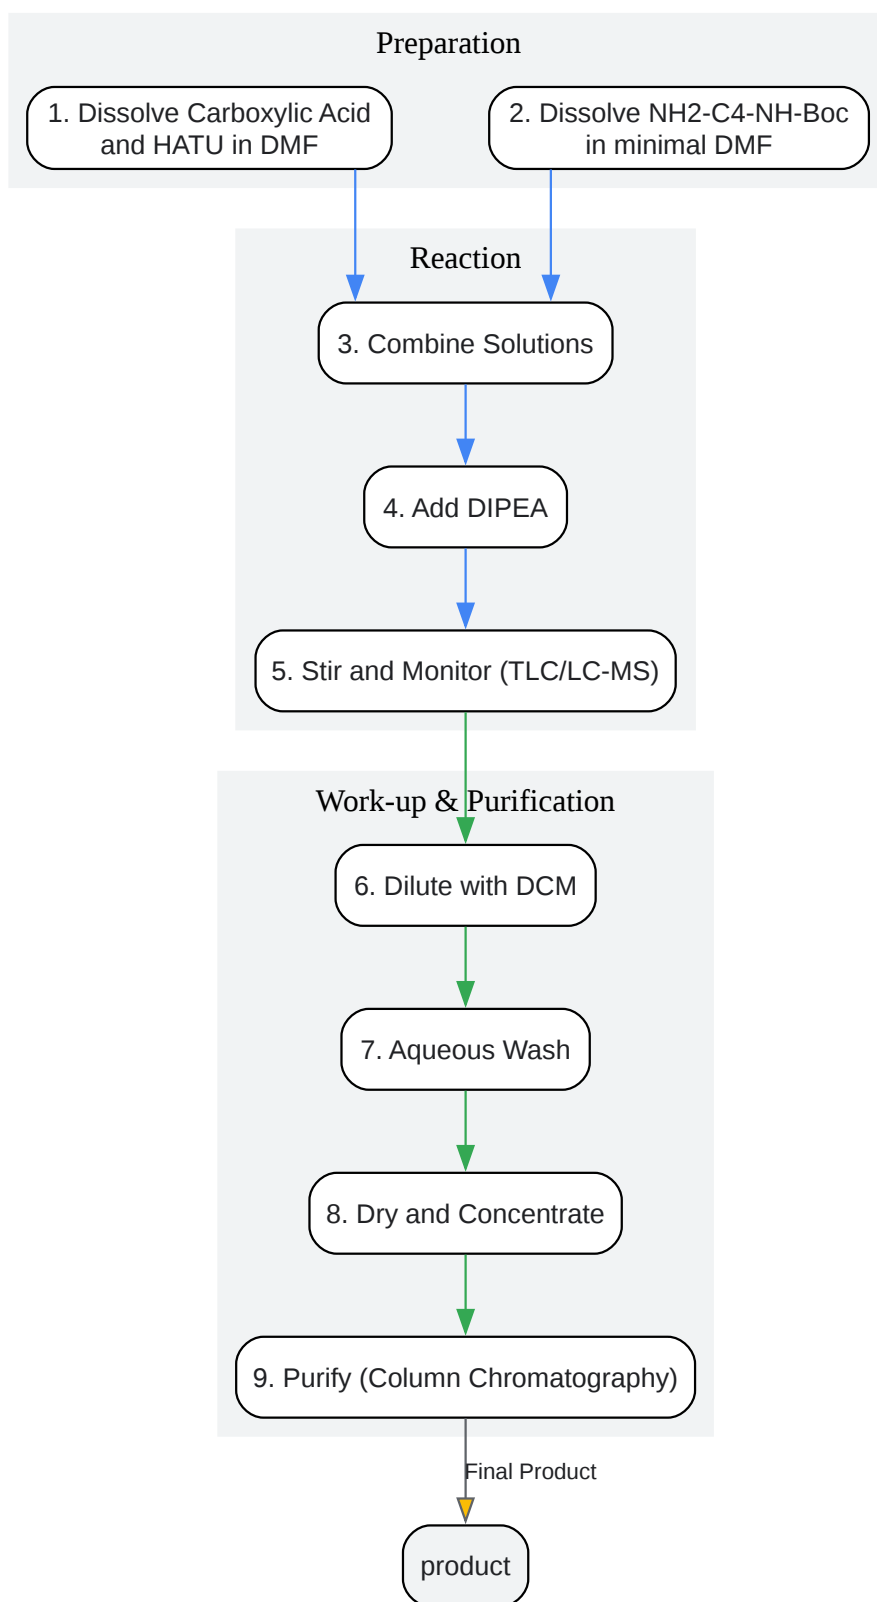 Preparation
1. Dissolve Carboxylic Acid
and HATU in DMF
2. Dissolve NH2-C4-NH-Boc
in minimal DMF
Reaction
3. Combine Solutions
4. Add DIPEA
5. Stir and Monitor (TLC/LC-MS)
Work-up & Purification
6. Dilute with DCM
7. Aqueous Wash
8. Dry and Concentrate
9. Purify (Column Chromatography)
Final Product
product